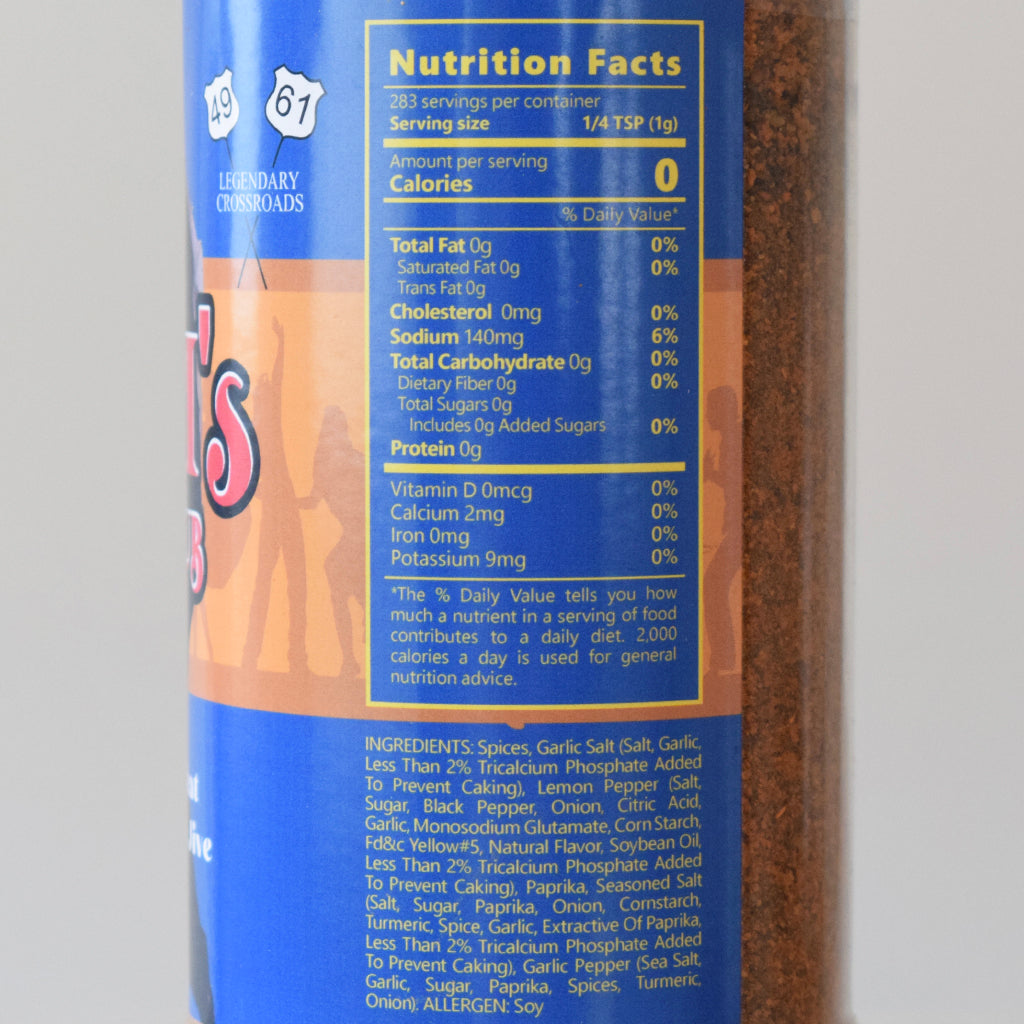 49
61
LEGENDARY
CROSSROADS
Nutrition Facts
283 servings per container
Serving size 1/4 TSP (1g)
Amount per serving
Calories 0
% Daily Value*
Total Fat 0g 0%
Saturated Fat 0g 0%
Trans Fat 0g
Cholesterol 0mg 0%
Sodium 140mg 6%
Total Carbohydrate 0g 0%
Dietary Fiber 0g 0%
Total Sugars 0g
Includes 0g Added Sugars 0%
Protein 0g
Vitamin D 0mcg 0%
Calcium 2mg 0%
Iron 0mg 0%
Potassium 9mg 0%
*The % Daily Value tells you how
much a nutrient in a serving of food
contributes to a daily diet. 2,000
calories a day is used for general
nutrition advice.
INGREDIENTS: Spices, Garlic Salt (Salt, Garlic,
Less Than 2% Tricalcium Phosphate Added
To Prevent Caking), Lemon Pepper (Salt,
Sugar, Black Pepper, Onion, Citric Acid,
Garlic, Monosodium Glutamate, Corn Starch,
Fd&c Yellow#5, Natural Flavor, Soybean Oil,
Less Than 2% Tricalcium Phosphate Added
To Prevent Caking), Paprika, Seasoned Salt
(Salt, Sugar, Paprika, Onion, Cornstarch,
Turmeric, Spice, Garlic, Extractive Of Paprika,
Less Than 2% Tricalcium Phosphate Added
To Prevent Caking), Garlic Pepper (Sea Salt,
Garlic, Sugar, Paprika, Spices, Turmeric,
Onion). ALLERGEN: Soy